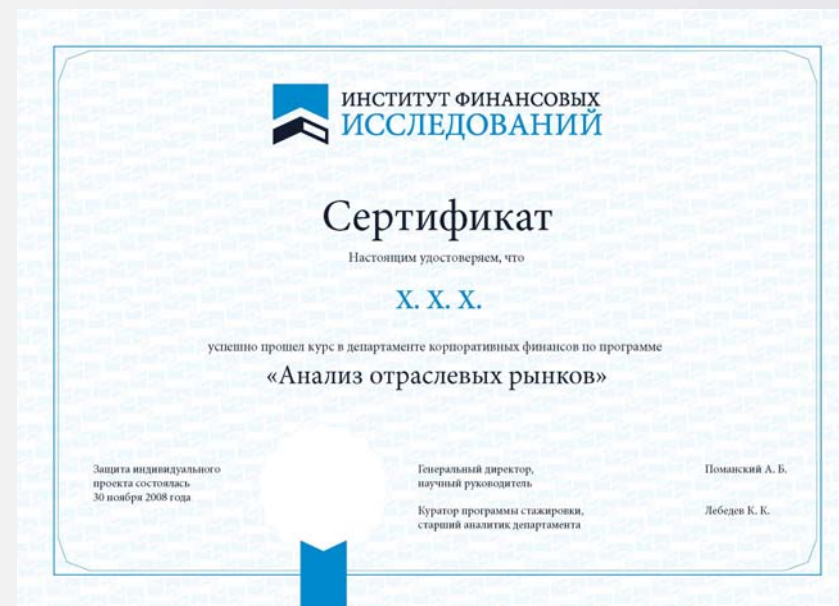 ИНСТИТУТ ФИНАНСОВЫХ
ИССЛЕДОВАНИЙ
Сертификат
Настоящим удостоверяем, что
Х. Х. Х.
успешно прошел курс в департаменте корпоративных финансов по программе
«Анализ отраслевых рынков»
Защита индивидуального
проекта состоялась
30 ноября 2008 года
Генеральный директор,
научный руководитель
Поманский А. Б.
Куратор программы стажировки,
старший аналитик департамента
Лебедев К. К.